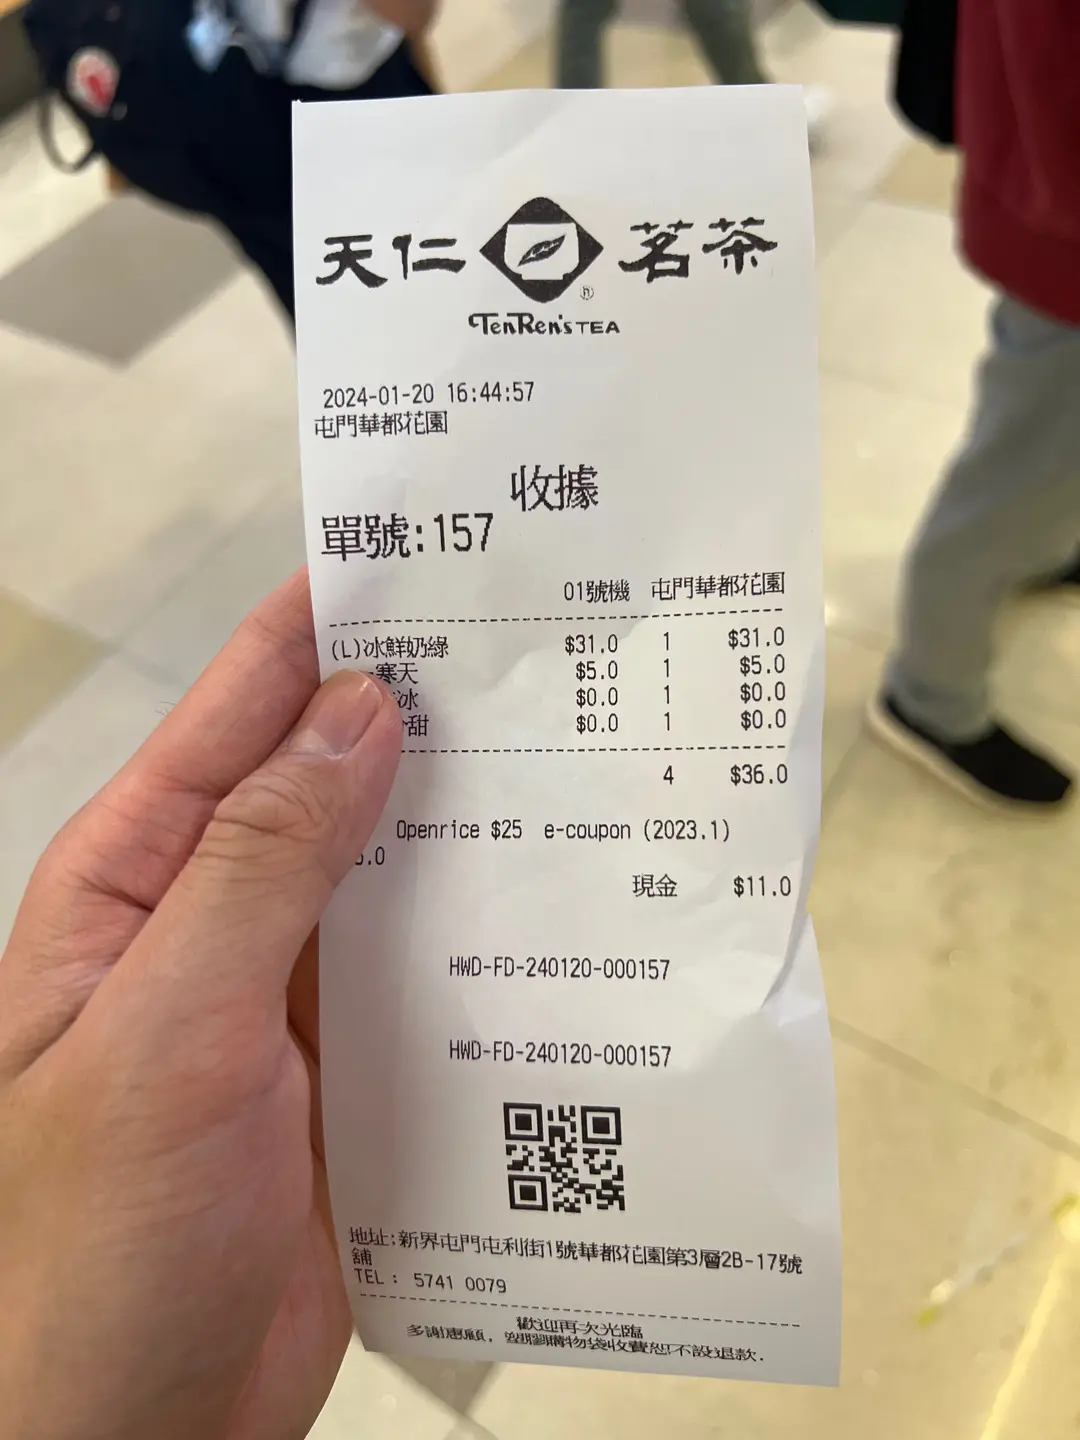 天仁 茗茶
TenRen's TEA
2024-01-20 16:44:57
屯門華都花園
收據
單號:157
01號機 屯門華都花園
(L)冰鮮奶綠 $31.0 1 $31.0
寒天 $5.0 1 $5.0
冰 $0.0 1 $0.0
甜 $0.0 1 $0.0
4 $36.0
Openrice $25 e-coupon (2023.1)
.0
現金 $11.0
HWD-FD-240120-000157
HWD-FD-240120-000157
地址:新界屯門屯利街1號華都花園第3層2B-17號
舖
TEL: 5741 0079
歡迎再次光臨
多謝惠顧, 塑膠購物袋收費恕不設退款.